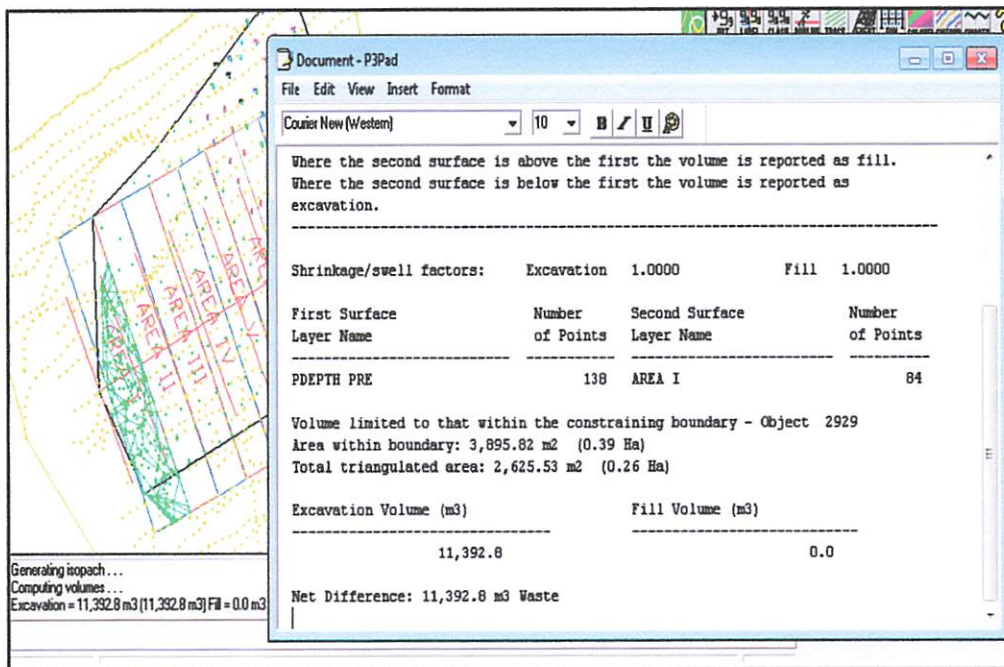 Document - P3Pad
File Edit View Insert Format
Courier New (Western) 10 B I U
Where the second surface is above the first the volume is reported as fill.
Where the second surface is below the first the volume is reported as
excavation.
Shrinkage/swell factors: Excavation 1.0000 Fill 1.0000
First Surface Number Second Surface Number
Layer Name of Points Layer Name of Points
PDEPTH PRE 138 AREA I 84
Volume limited to that within the constraining boundary - Object 2929
Area within boundary: 3,895.82 m2 (0.39 Ha)
Total triangulated area: 2,625.53 m2 (0.26 Ha)
Excavation Volume (m3) Fill Volume (m3)
11,392.8 0.0
Net Difference: 11,392.8 m3 Waste
AREA I
AREA II
AREA III
AREA IV
AREA V
Generating isopach...
Computing volumes...
Excavation = 11,392.8 m3 (11,392.8 m3) Fill = 0.0 m3